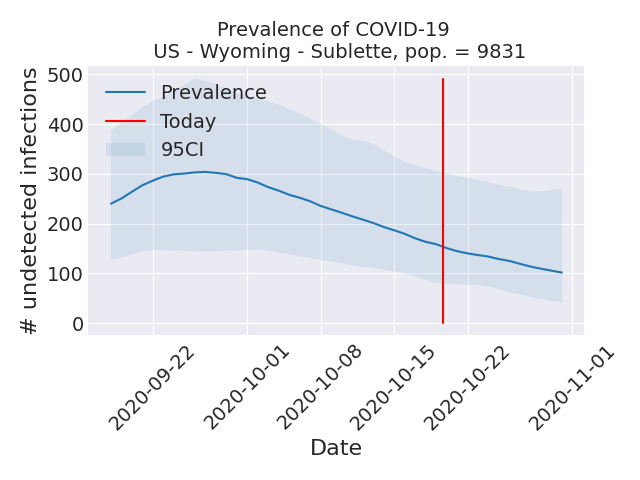 Prevalence of COVID-19
US - Wyoming - Sublette, pop. = 9831
# undetected infections
500
400
300
200
100
0
Prevalence
Today
95CI
2020-09-22
2020-10-01
2020-10-08
2020-10-15
2020-10-22
2020-11-01
Date